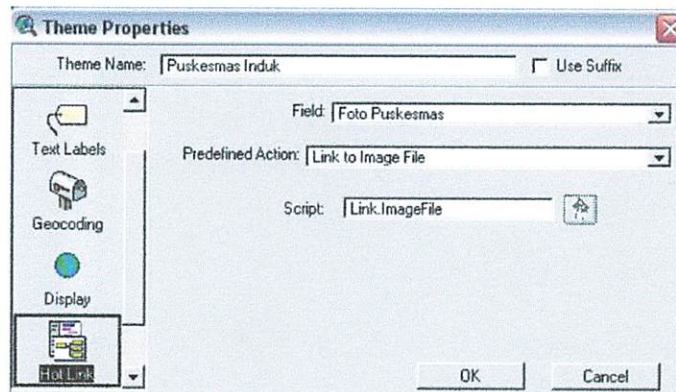 Theme Properties
Theme Name: Puskesmas Induk Use Suffix
Field: Foto Puskesmas
Text Labels
Predefined Action: Link to Image File
Script: Link.ImageFile
Geocoding
Display
Hot Link
OK Cancel